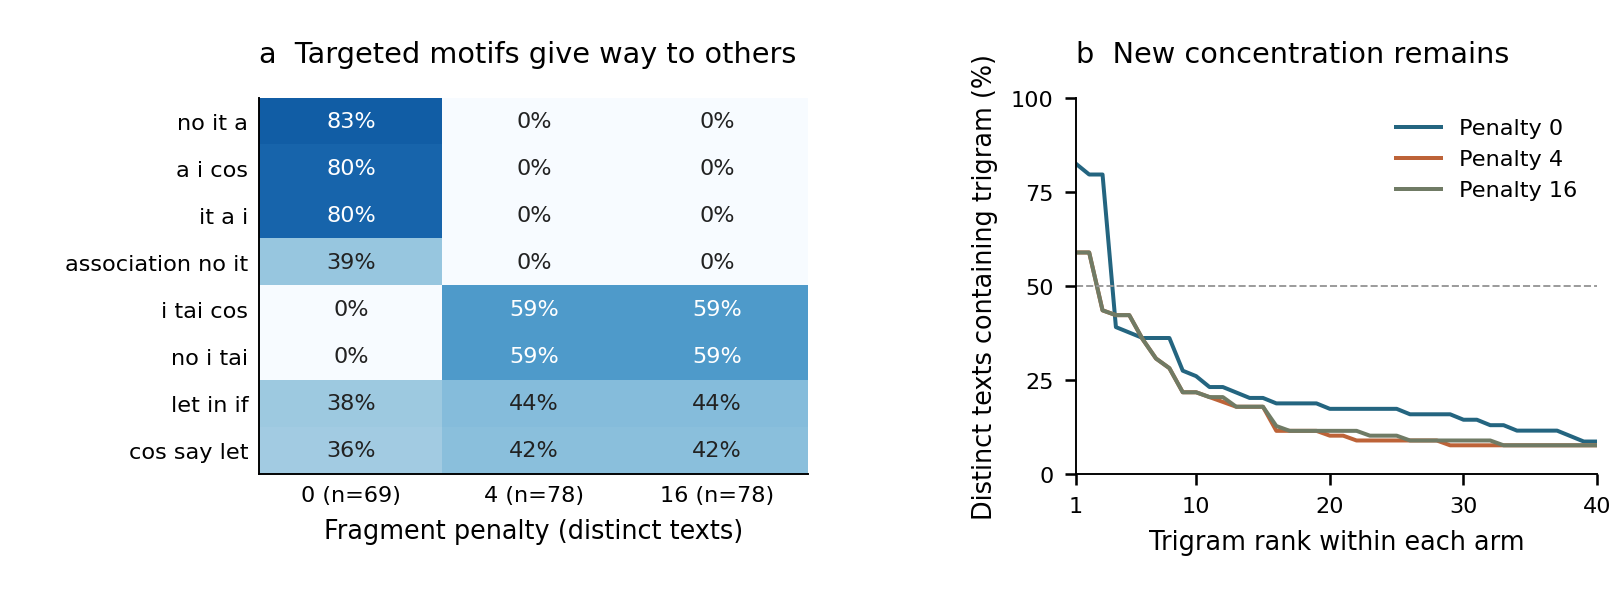 a  Targeted motifs give way to others
no it a 83% 0% 0%
a i cos 80% 0% 0%
it a i 80% 0% 0%
association no it 39% 0% 0%
i tai cos 0% 59% 59%
no i tai 0% 59% 59%
let in if 38% 44% 44%
cos say let 36% 42% 42%
0 (n=69) 4 (n=78) 16 (n=78)
Fragment penalty (distinct texts)
b  New concentration remains
Distinct texts containing trigram (%)
100
75
50
25
0
Penalty 0
Penalty 4
Penalty 16
1 10 20 30 40
Trigram rank within each arm